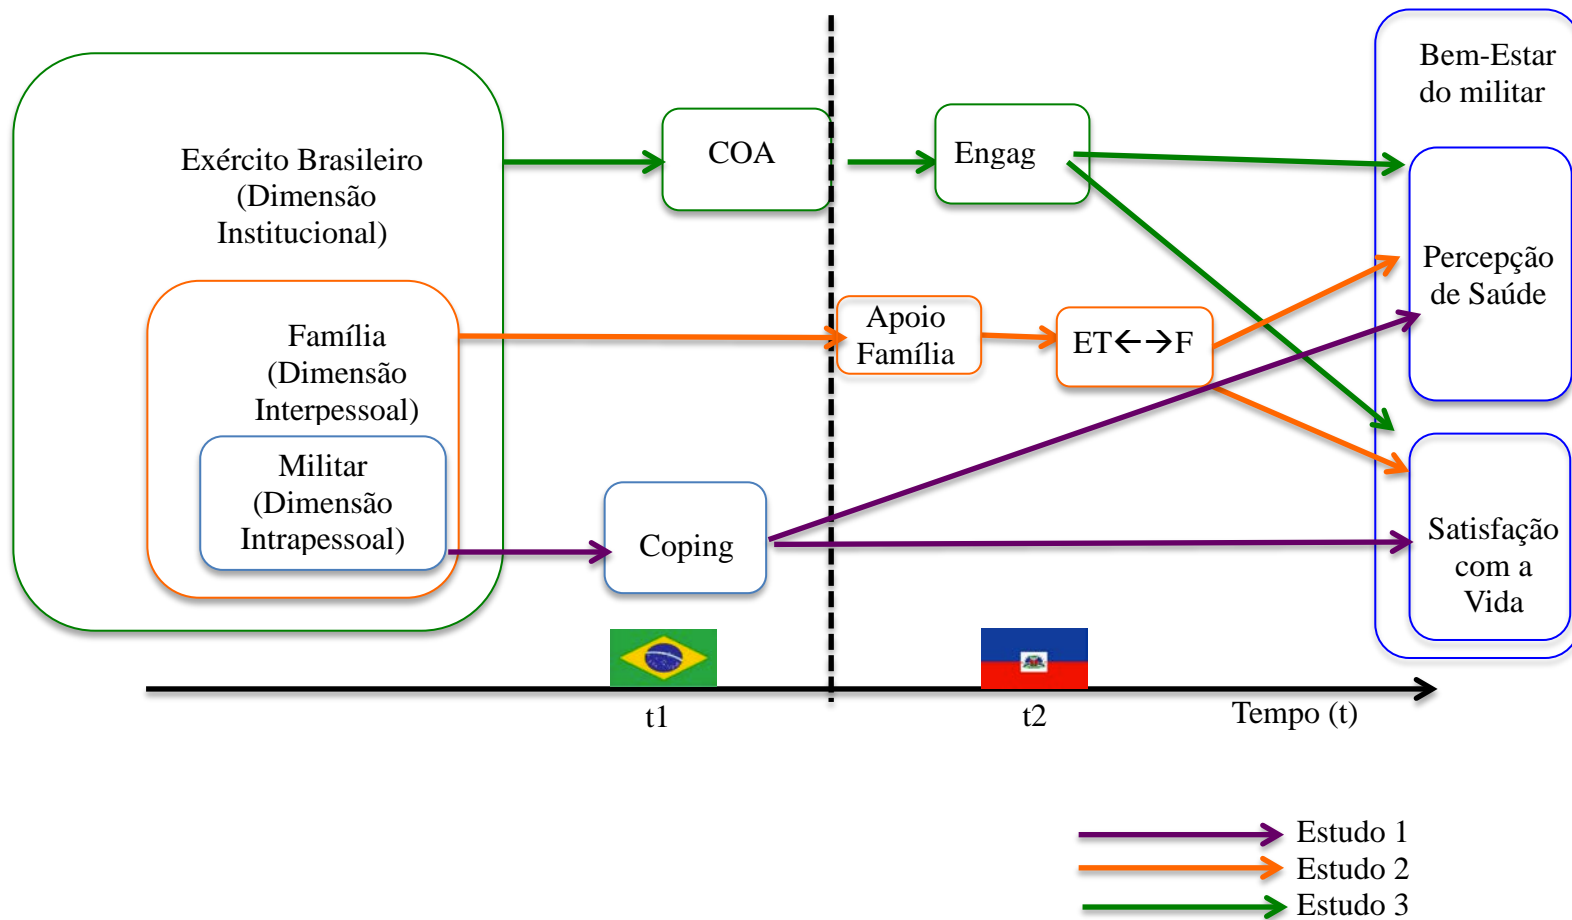 Bem-Estar
do militar
Exército Brasileiro
(Dimensão
Institucional)
COA
Engag
Percepção
de Saúde
Família
(Dimensão
Interpessoal)
Apoio
Família
ET←→F
Militar
(Dimensão
Intrapessoal)
Coping
Satisfação
com a
Vida
t1
t2
Tempo (t)
Estudo 1
Estudo 2
Estudo 3